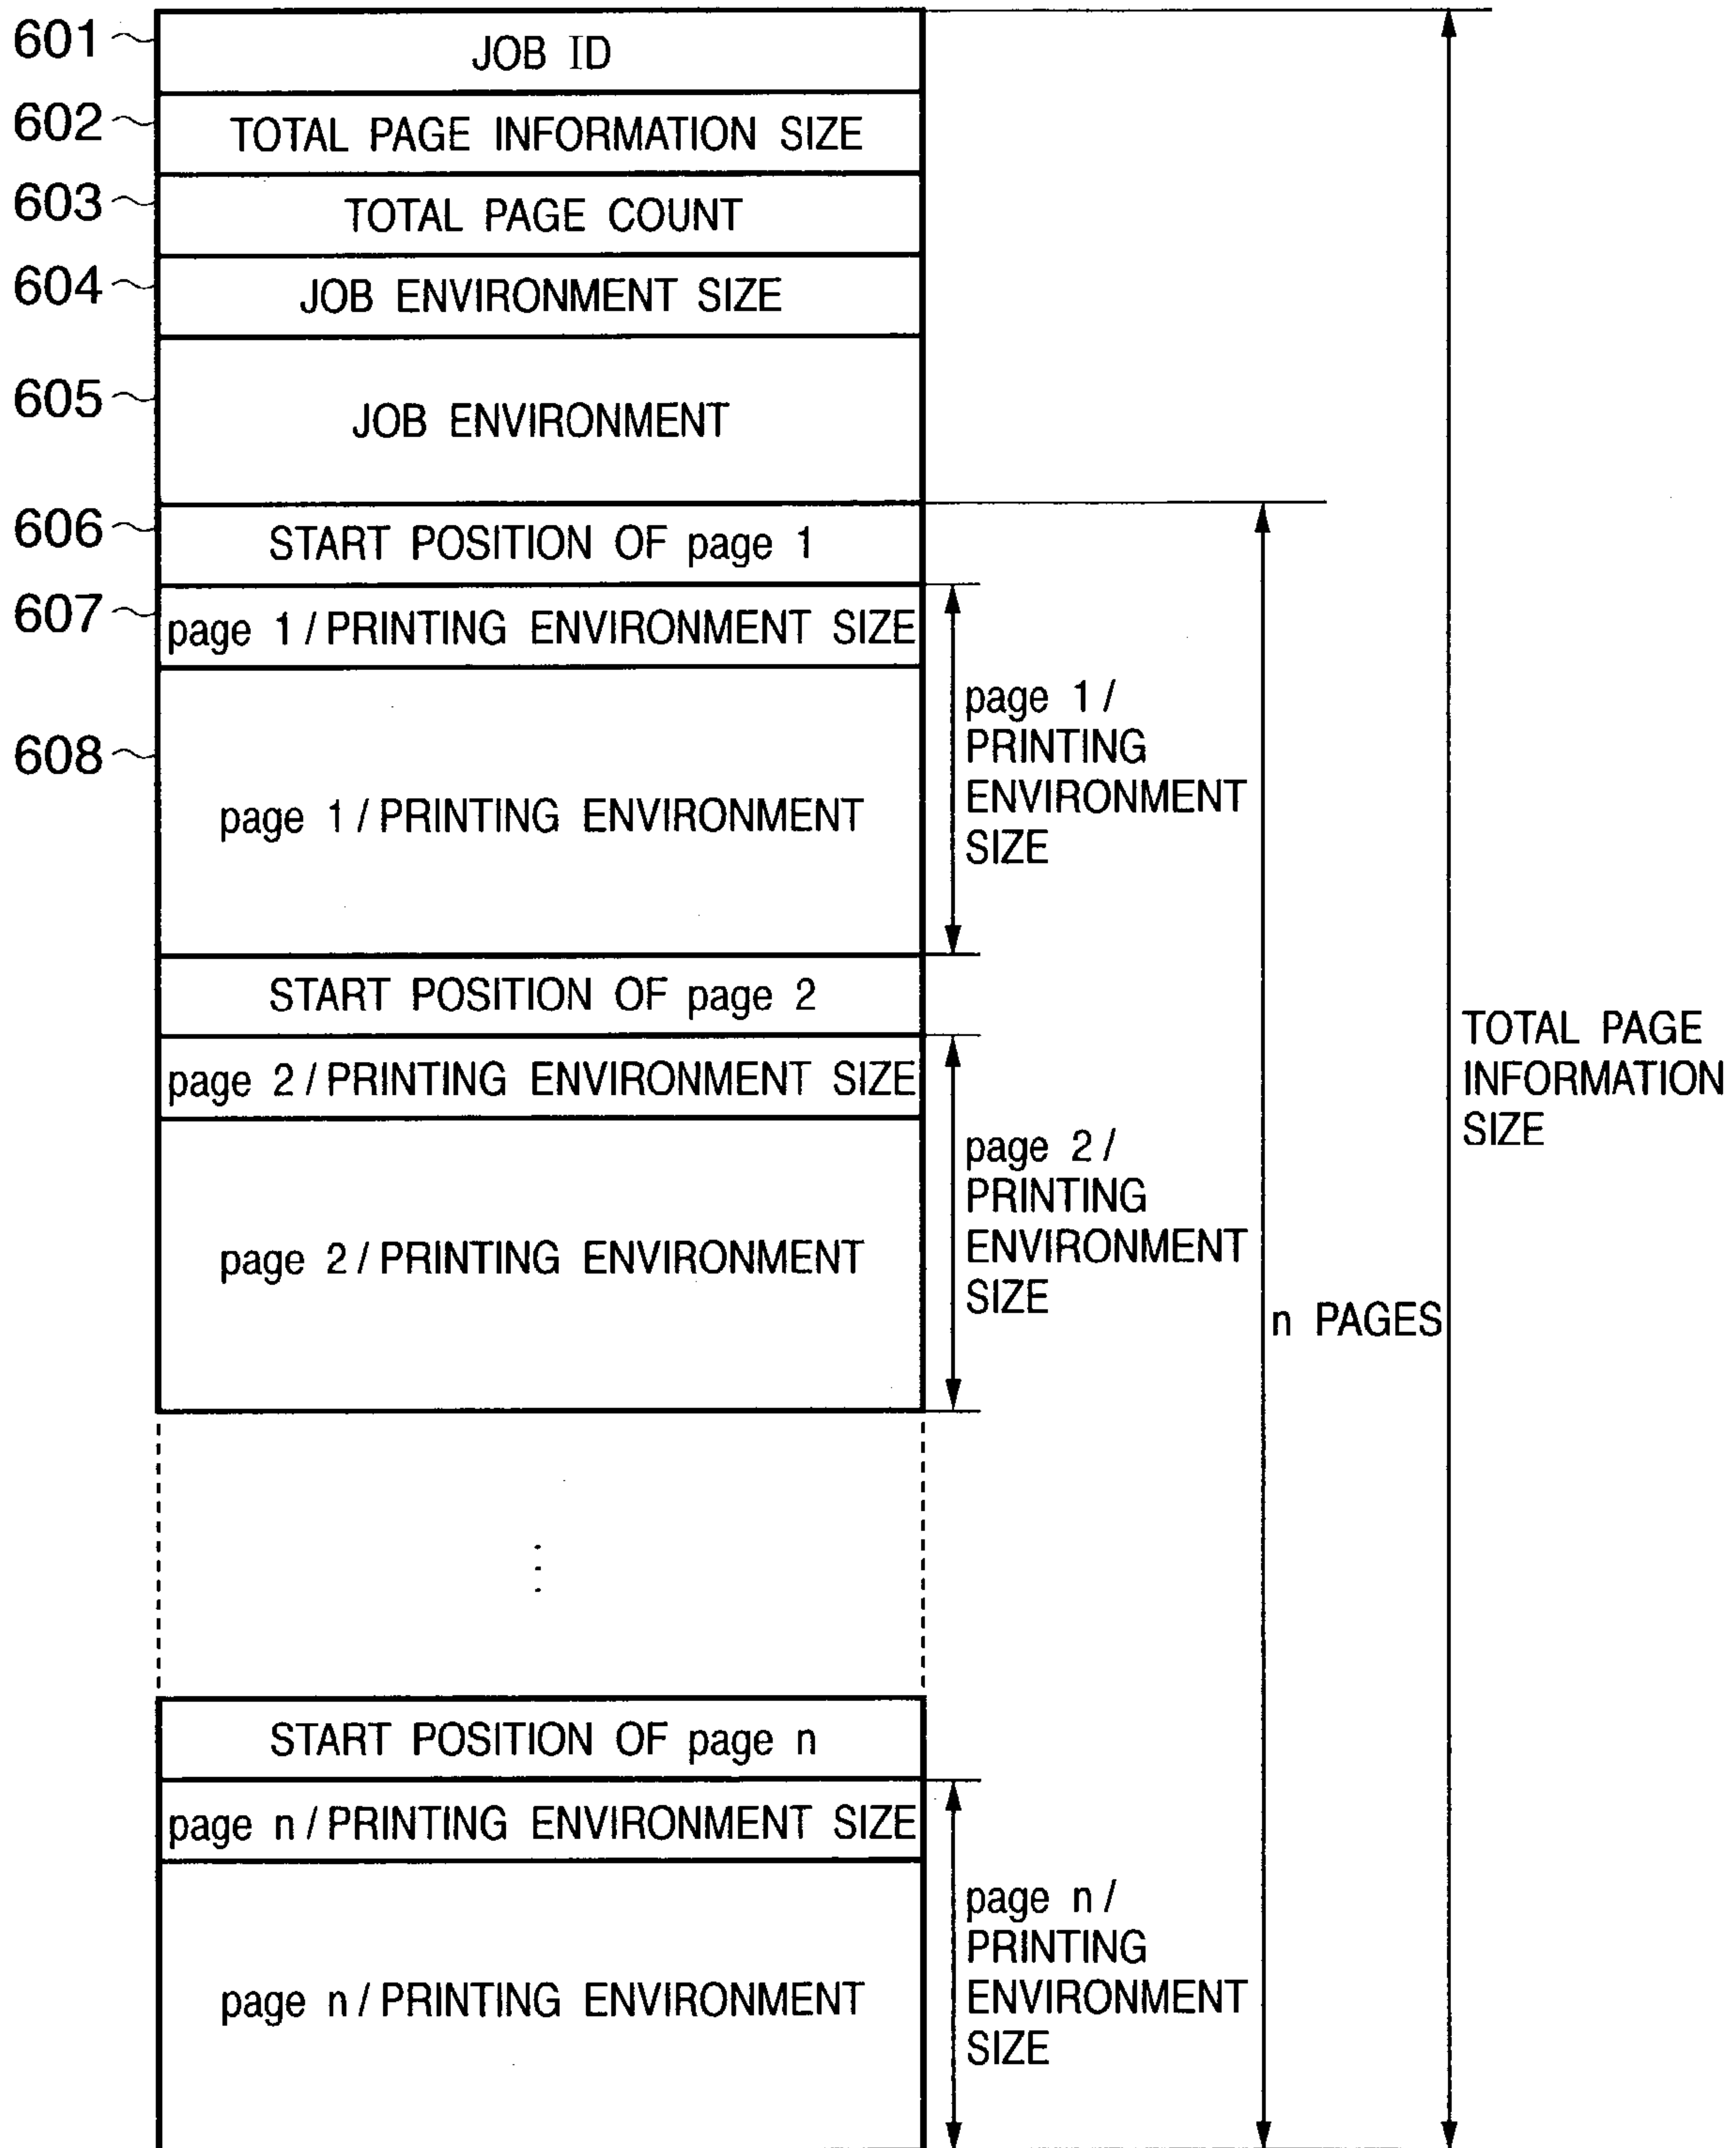 601 JOB ID
602 TOTAL PAGE INFORMATION SIZE
603 TOTAL PAGE COUNT
604 JOB ENVIRONMENT SIZE
605 JOB ENVIRONMENT
606 START POSITION OF page 1
607 page 1 / PRINTING ENVIRONMENT SIZE
608 page 1 / PRINTING ENVIRONMENT
page 1 /
PRINTING
ENVIRONMENT
SIZE
START POSITION OF page 2
page 2 / PRINTING ENVIRONMENT SIZE
page 2 / PRINTING ENVIRONMENT
page 2 /
PRINTING
ENVIRONMENT
SIZE
n PAGES
TOTAL PAGE
INFORMATION
SIZE
START POSITION OF page n
page n / PRINTING ENVIRONMENT SIZE
page n / PRINTING ENVIRONMENT
page n /
PRINTING
ENVIRONMENT
SIZE